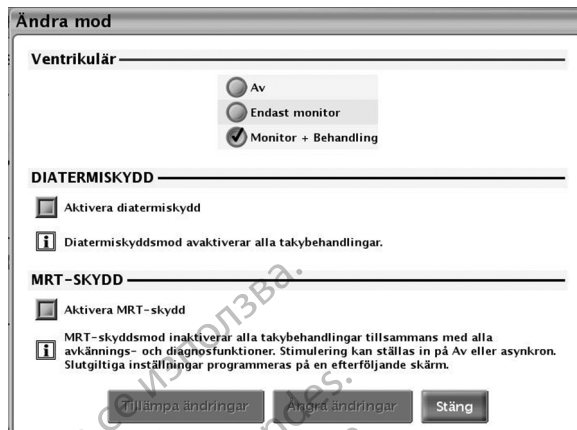 Ändra mod
Ventrikulär
Av
Endast monitor
Monitor + Behandling
DIATERMISKYDD
Aktivera diatermiskydd
Diatermiskyddsmod avaktiverar alla takybehandlingar.
MRT-SKYDD
Aktivera MRT-skydd
MRT-skyddsmod inaktiverar alla takybehandlingar tillsammans med alla
avkännings- och diagnosfunktioner. Stimulering kan ställas in på Av eller asynkron.
Slutgiltiga inställningar programmeras på en efterföljande skärm.
Tillämpa ändringar
Ångra ändringar
Stäng
се използва.